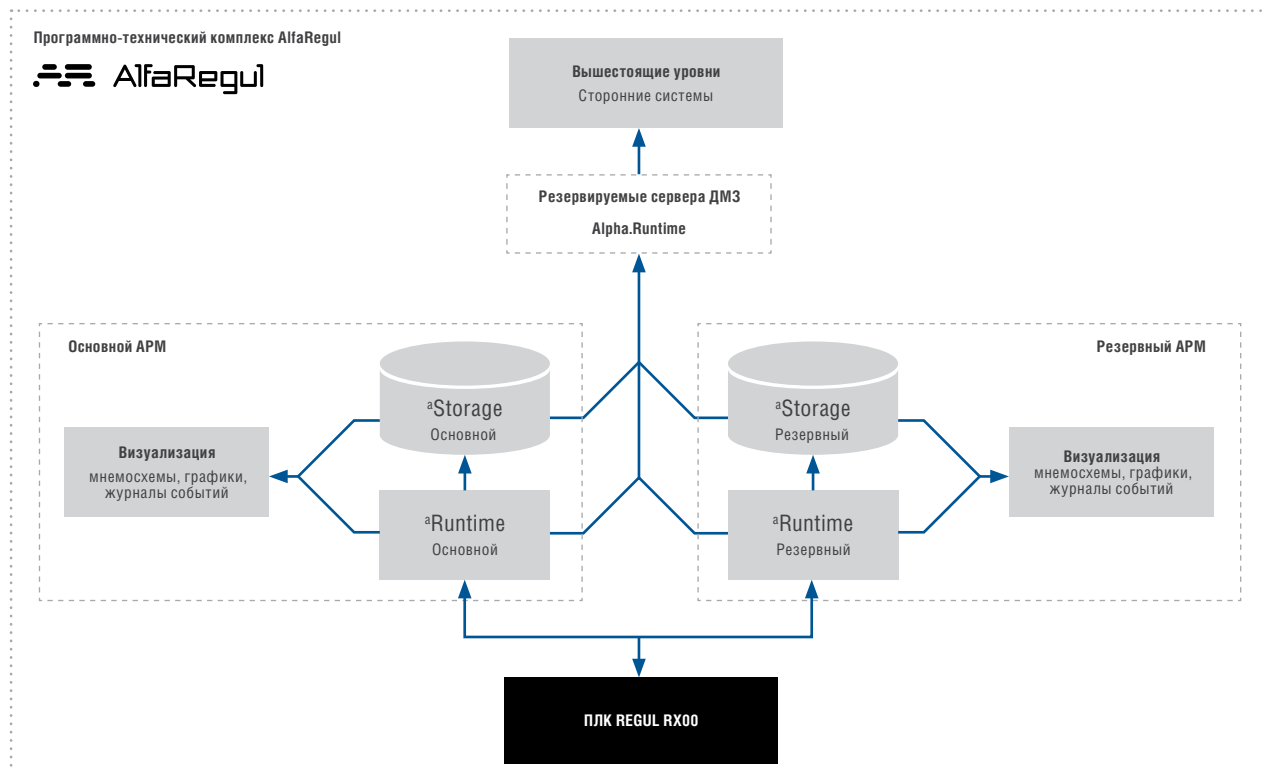 Программно-технический комплекс AlfaRegul
AlfaRegul
Вышестоящие уровни
Сторонние системы
Резервируемые сервера ДМЗ
Alpha.Runtime
Основной АРМ
Резервный АРМ
ªStorage
Основной
ªStorage
Резервный
Визуализация
мнемосхемы, графики,
журналы событий
Визуализация
мнемосхемы, графики,
журналы событий
ªRuntime
Основной
ªRuntime
Резервный
ПЛК REGUL RX00